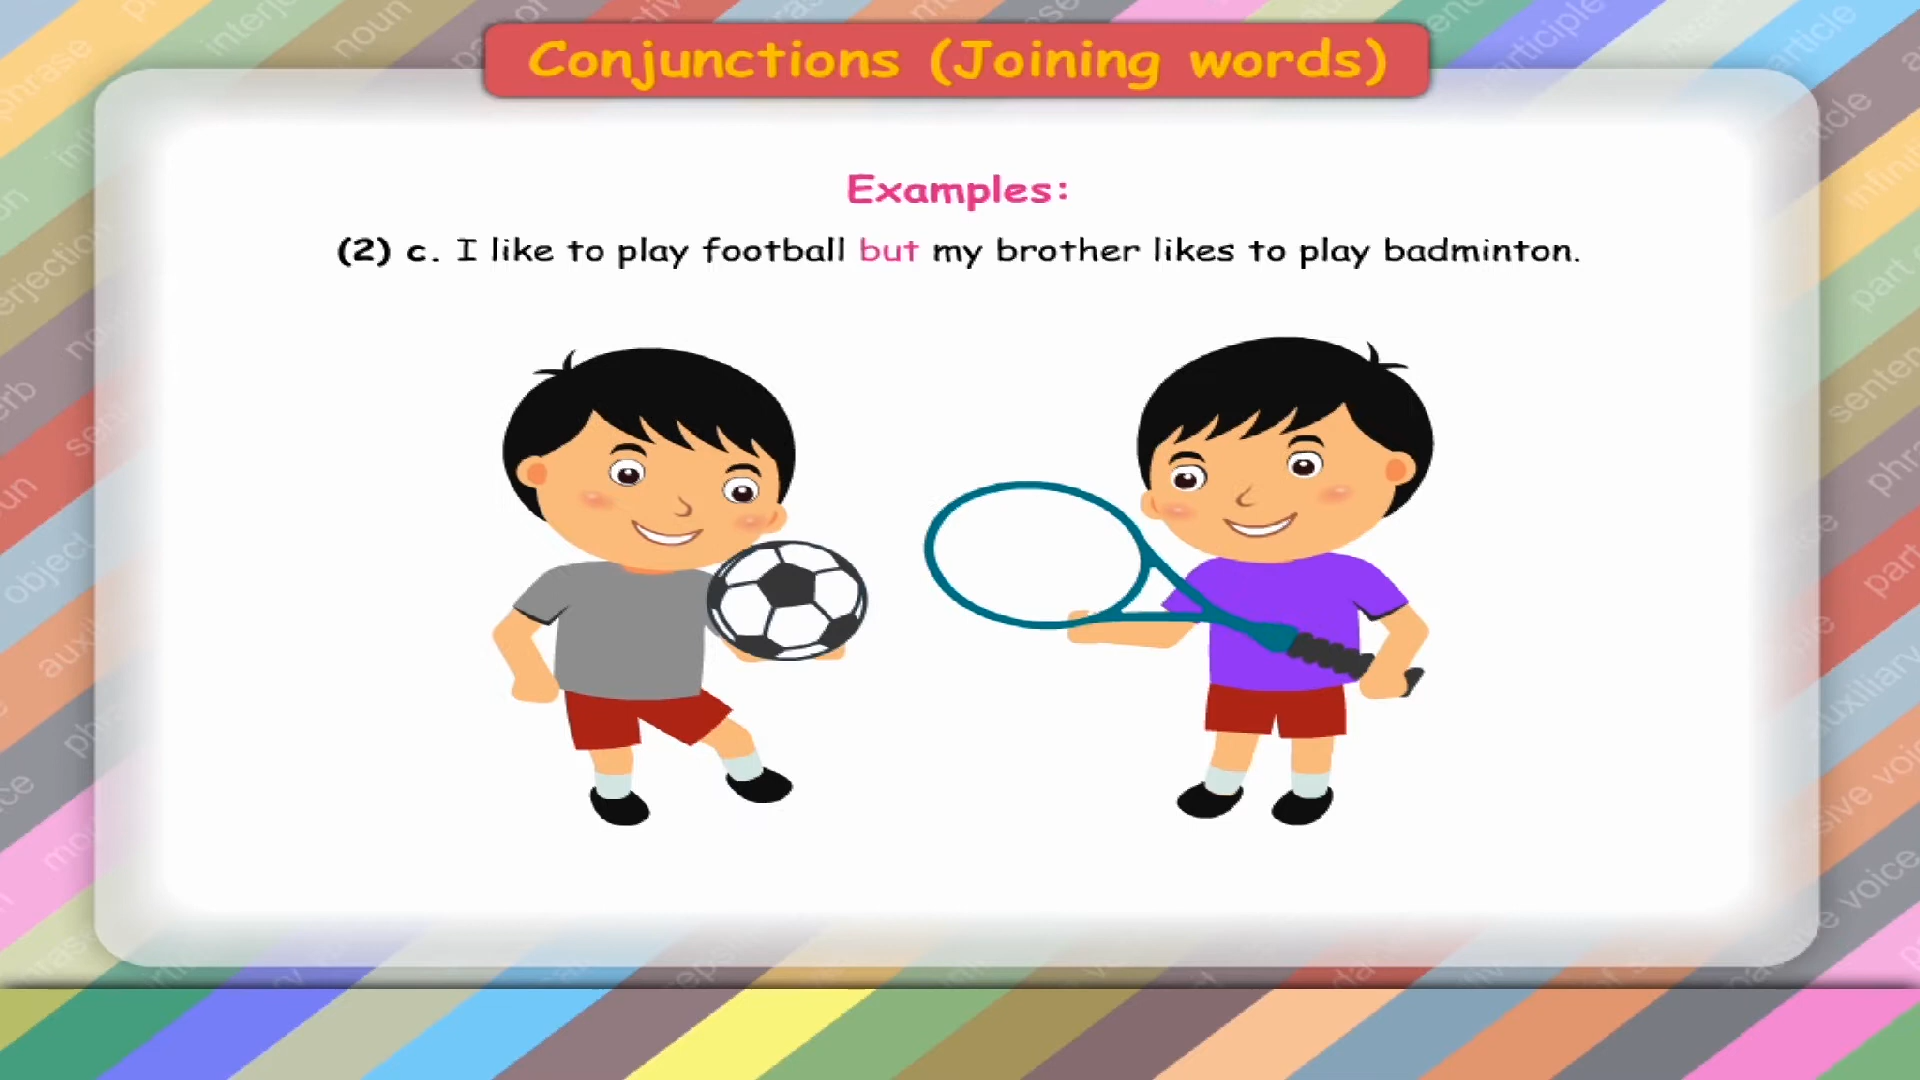 Conjunctions (Joining words)
Examples:
(2) c. I like to play football but my brother likes to play badminton.